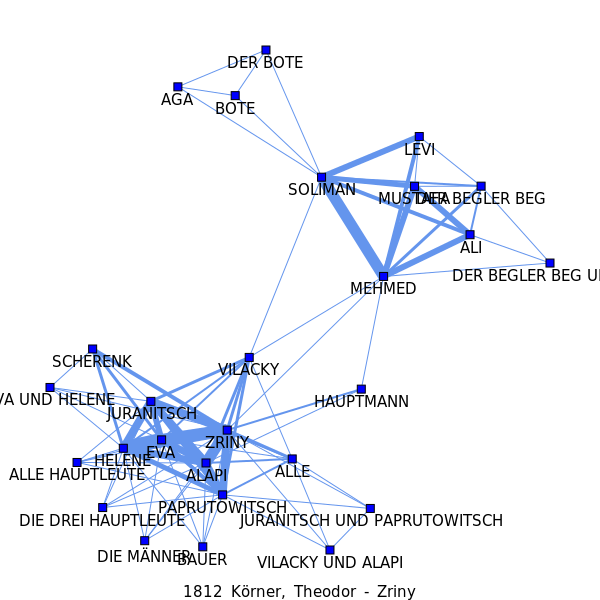 DER BOTE
AGA
BOTE
LEVI
SOLIMAN
MUSTAFA
DER BEGLER BEG
ALI
DER BEGLER BEG U
MEHMED
SCHERENK
VILACKY
VA UND HELENE
HAUPTMANN
JURANITSCH
ZRINY
EVA
HELENE
ALLE
ALLE HAUPTLEUTE
ALAPI
PAPRUTOWITSCH
DIE DREI HAUPTLEUTE
JURANITSCH UND PAPRUTOWITSCH
DIE MÄNNER
BAUER
VILACKY UND ALAPI
1812 Körner, Theodor - Zriny